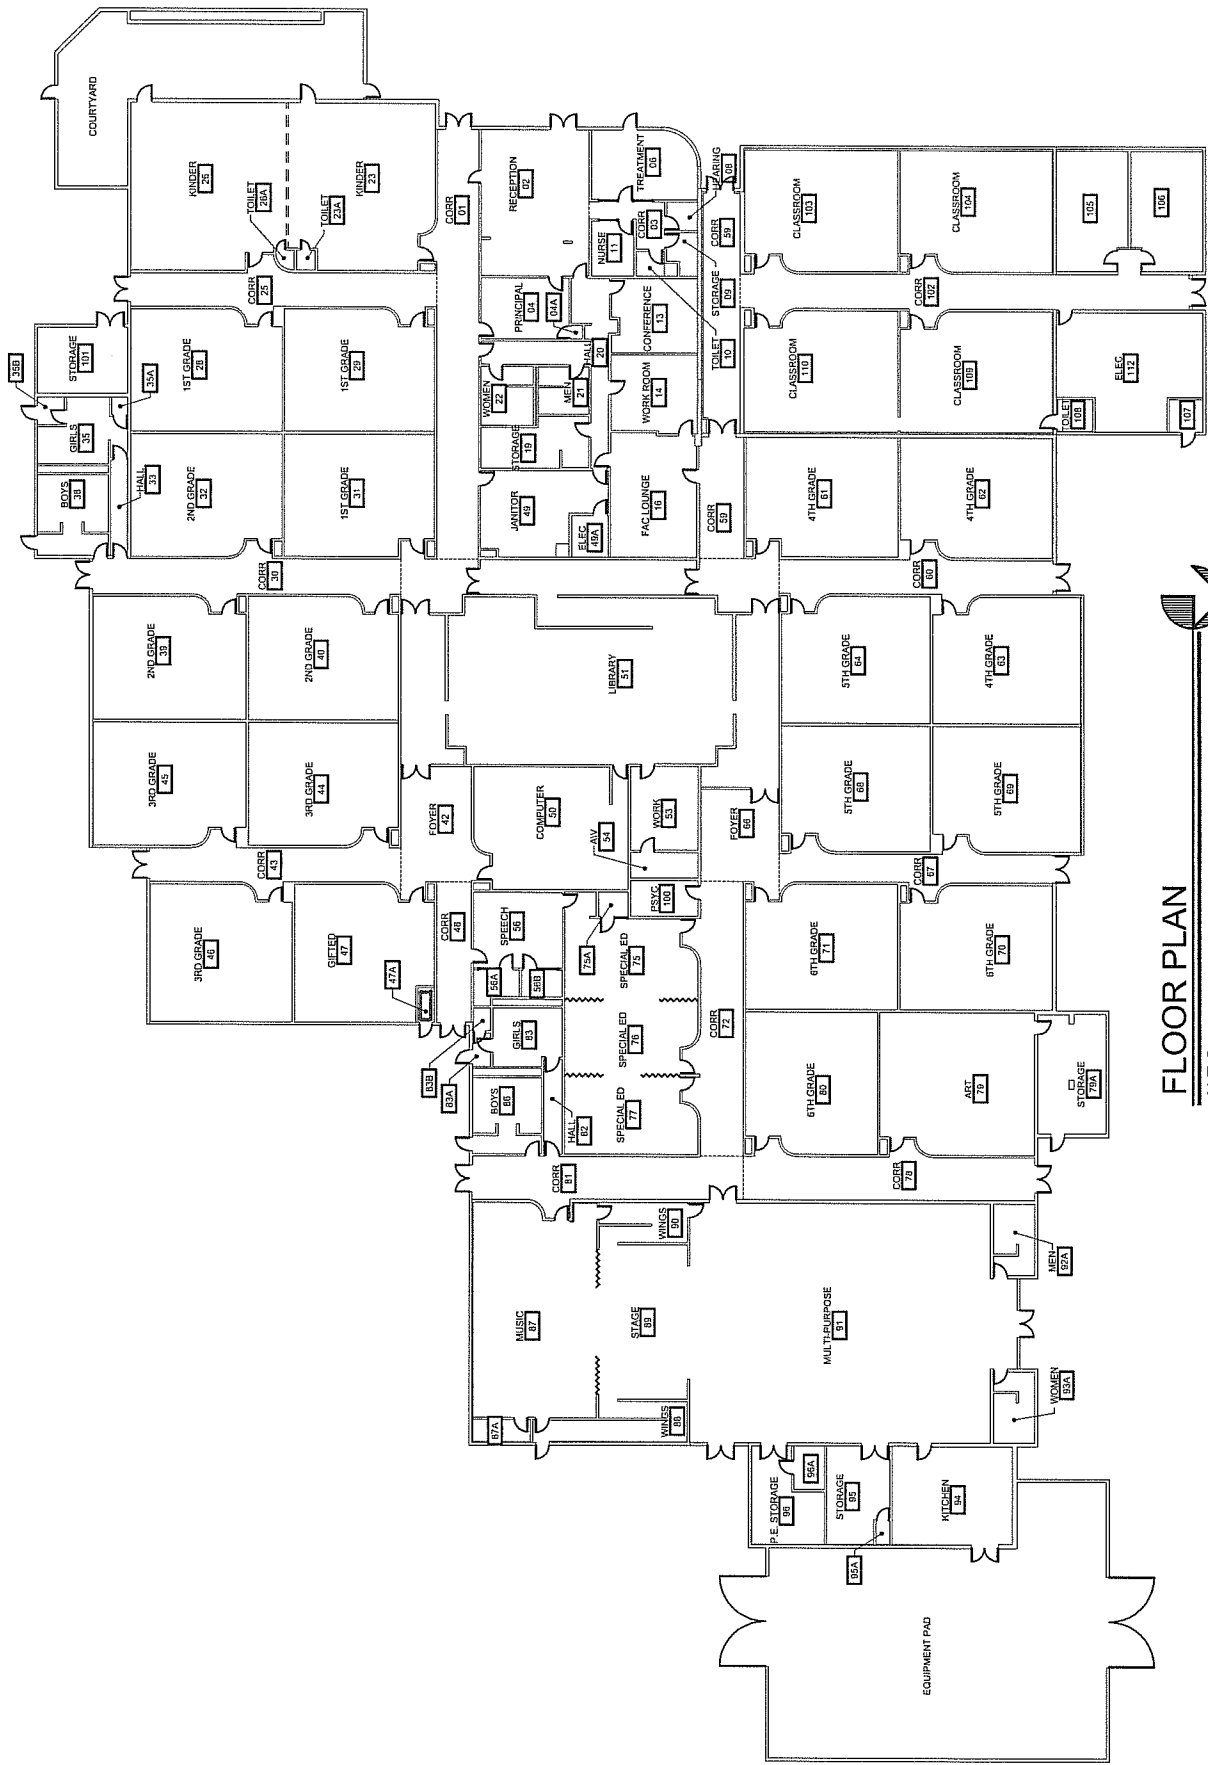 35B
COURTYARD
STORAGE
101
GIRLS
35
BOYS
38
35A
HALL
33
KINDER
26
1ST GRADE
28
2ND GRADE
32
2ND GRADE
39
3RD GRADE
45
3RD GRADE
46
TOILET
26A
CORR
25
CORR
30
CORR
43
TOILET
23A
KINDER
23
1ST GRADE
29
1ST GRADE
31
2ND GRADE
40
3RD GRADE
44
GIFTED
47
47A
FOYER
42
CORR
48
CORR
01
83B
83A
WOMEN
22
SPEECH
56
56A
56B
BOYS
86
87A
RECEPTION
02
PRINCIPAL
04
04A
STORAGE
19
JANITOR
49
COMPUTER
50
GIRLS
83
MUSIC
87
MEN
21
HALL
20
ELEC
49A
75A
HALL
82
CORR
81
NURSE
11
A\V
54
LIBRARY
51
SPECIAL ED
75
SPECIAL ED
76
SPECIAL ED
77
STAGE
89
TREATMENT
06
CORR
03
CONFERENCE
13
WORK ROOM
14
FAC LOUNGE
16
WORK
53
PSYC
100
WINGS
90
WINGS
88
HEARING
08
STORAGE
09
TOILET
10
CORR
59
CORR
59
FOYER
66
CORR
72
CLASSROOM
103
CLASSROOM
110
4TH GRADE
61
5TH GRADE
64
5TH GRADE
68
6TH GRADE
71
6TH GRADE
80
MULTI-PURPOSE
91
P.E. STORAGE
96
96A
STORAGE
95
95A
CORR
102
CORR
60
CORR
67
CORR
78
CLASSROOM
104
CLASSROOM
109
4TH GRADE
62
4TH GRADE
63
5TH GRADE
69
6TH GRADE
70
ART
79
KITCHEN
94
EQUIPMENT PAD
105
TOILET
108
STORAGE
79A
MEN
92A
WOMEN
93A
106
ELEC
112
107
FLOOR PLAN